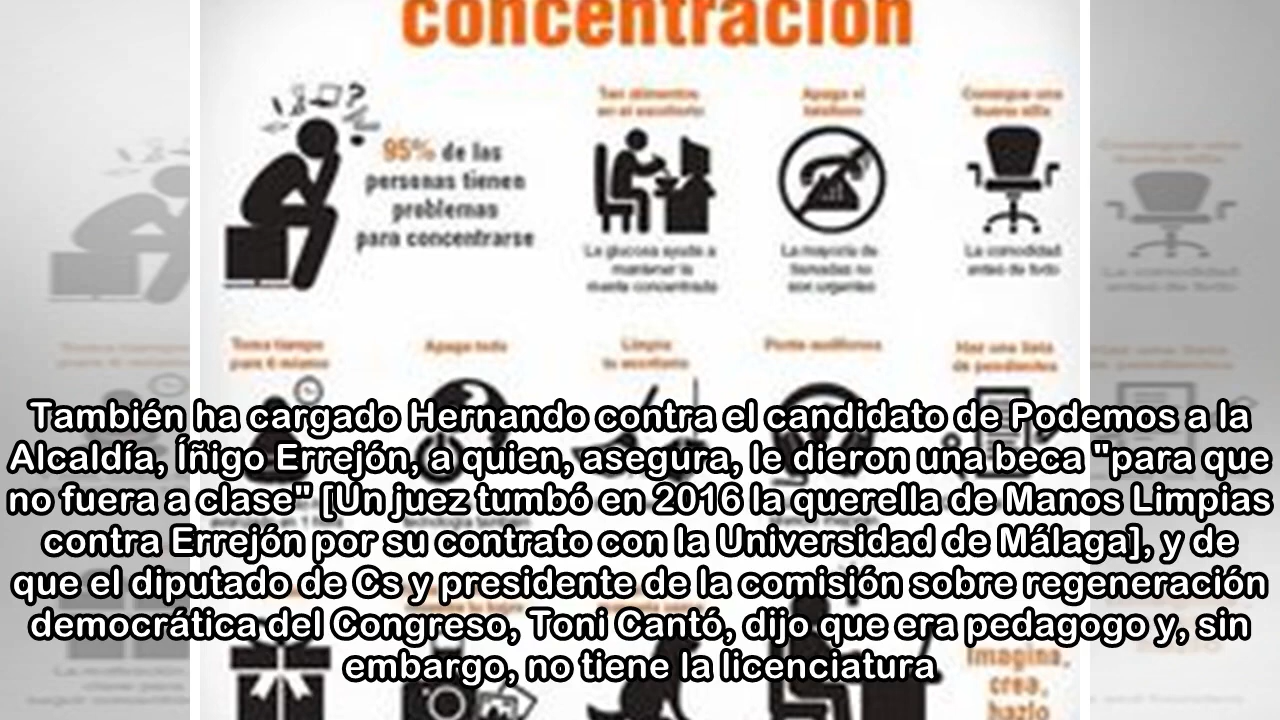 concentración
Ten alimentos
en el escritorio
Apaga el
teléfono
Consigue una
buena silla
95% de las
personas tienen
problemas
para concentrarse
La glucosa ayuda a
mantener la
mente concentrada
La mayoría de
llamadas no
son urgentes
La comodidad
antes de todo
Toma tiempo
para ti mismo
Apaga todo
Limpia
tu escritorio
Ponte audífonos
Haz una lista
de pendientes
También ha cargado Hernando contra el candidato de Podemos a la
Alcaldía, Íñigo Errejón, a quien, asegura, le dieron una beca "para que
no fuera a clase" [Un juez tumbó en 2016 la querella de Manos Limpias
contra Errejón por su contrato con la Universidad de Málaga], y de
que el diputado de Cs y presidente de la comisión sobre regeneración
democrática del Congreso, Toni Cantó, dijo que era pedagogo y, sin
embargo, no tiene la licenciatura
Imagina,
crea,
hazlo